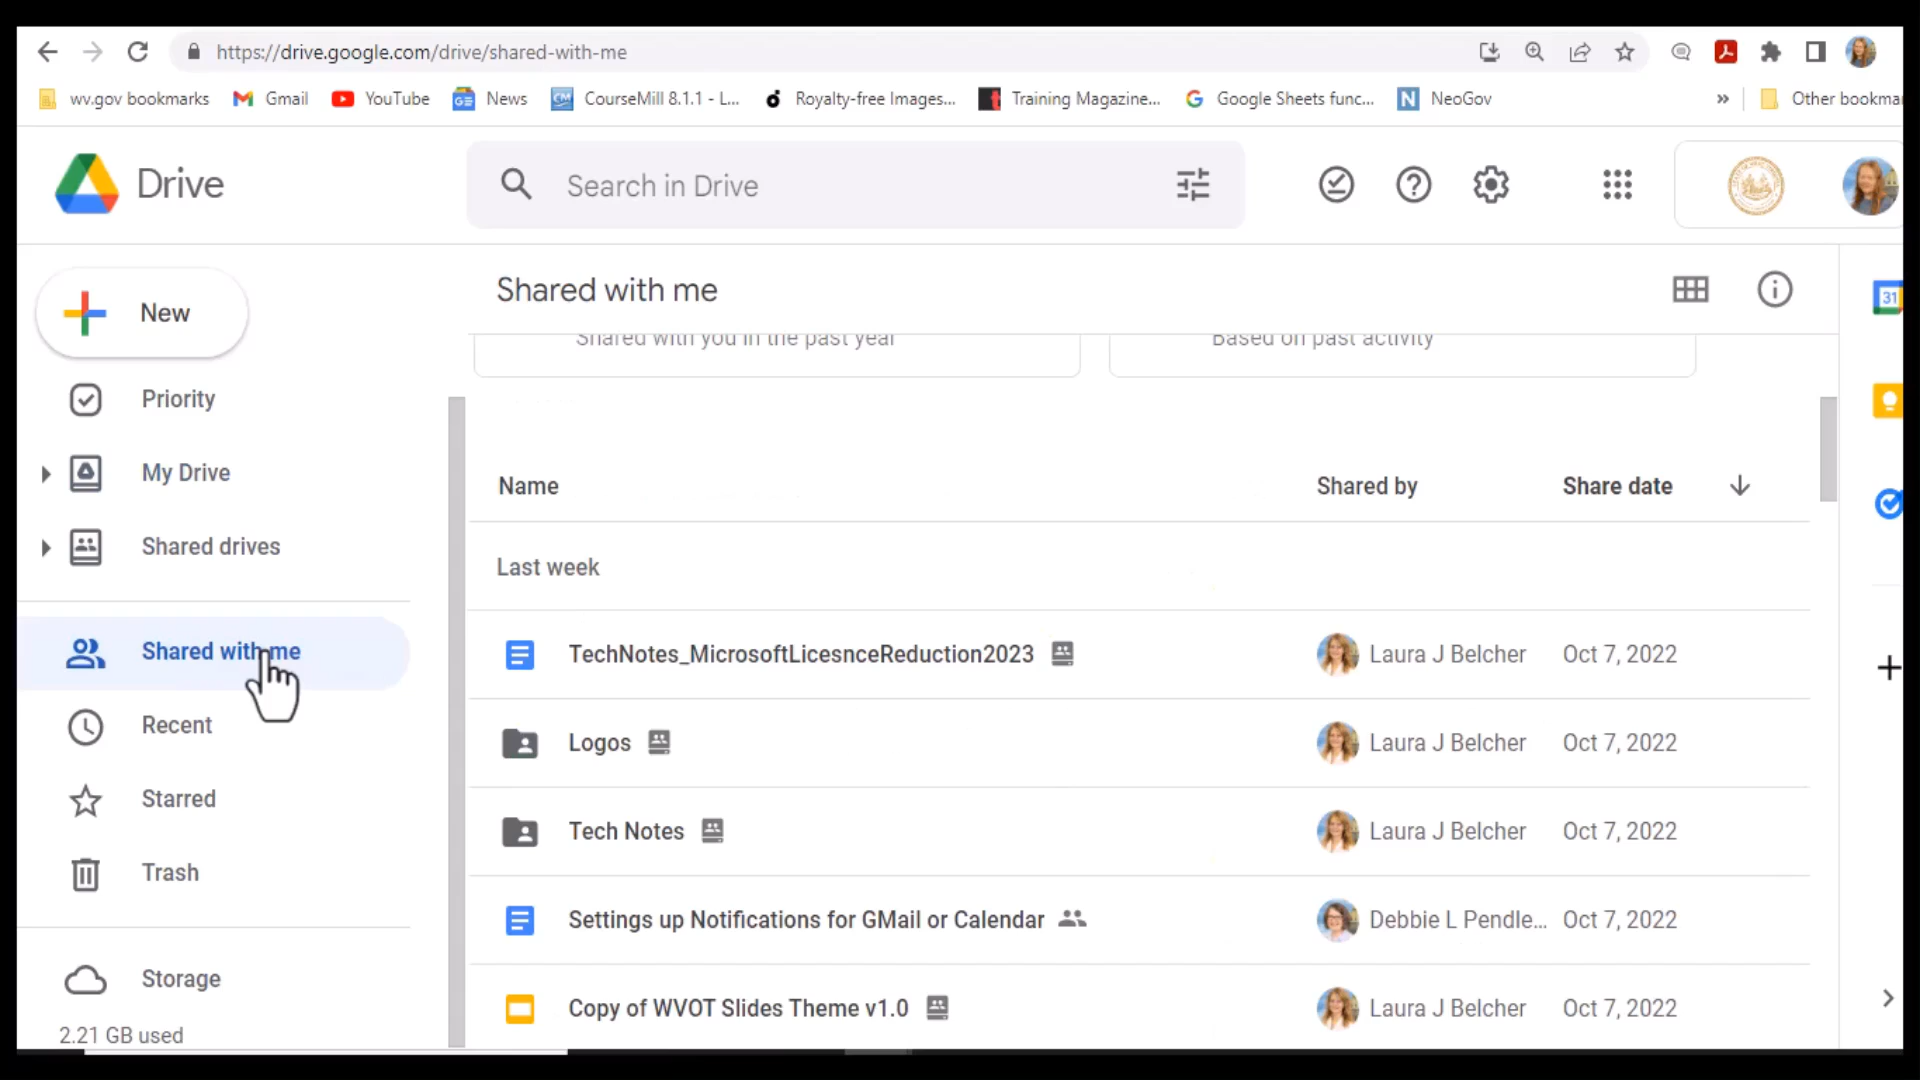 https://drive.google.com/drive/shared-with-me
wv.gov bookmarks Gmail YouTube News CourseMill 8.1.1 - L... Royalty-free Images... Training Magazine... Google Sheets func... NeoGov » Other bookma
Drive
Search in Drive
New
Shared with me
Shared with you in the past year
Based on past activity
Priority
My Drive
Shared drives
Shared with me
Recent
Starred
Trash
Storage
2.21 GB used
Name Shared by Share date
Last week
TechNotes_MicrosoftLicesnceReduction2023 Laura J Belcher Oct 7, 2022
Logos Laura J Belcher Oct 7, 2022
Tech Notes Laura J Belcher Oct 7, 2022
Settings up Notifications for GMail or Calendar Debbie L Pendle... Oct 7, 2022
Copy of WVOT Slides Theme v1.0 Laura J Belcher Oct 7, 2022
31